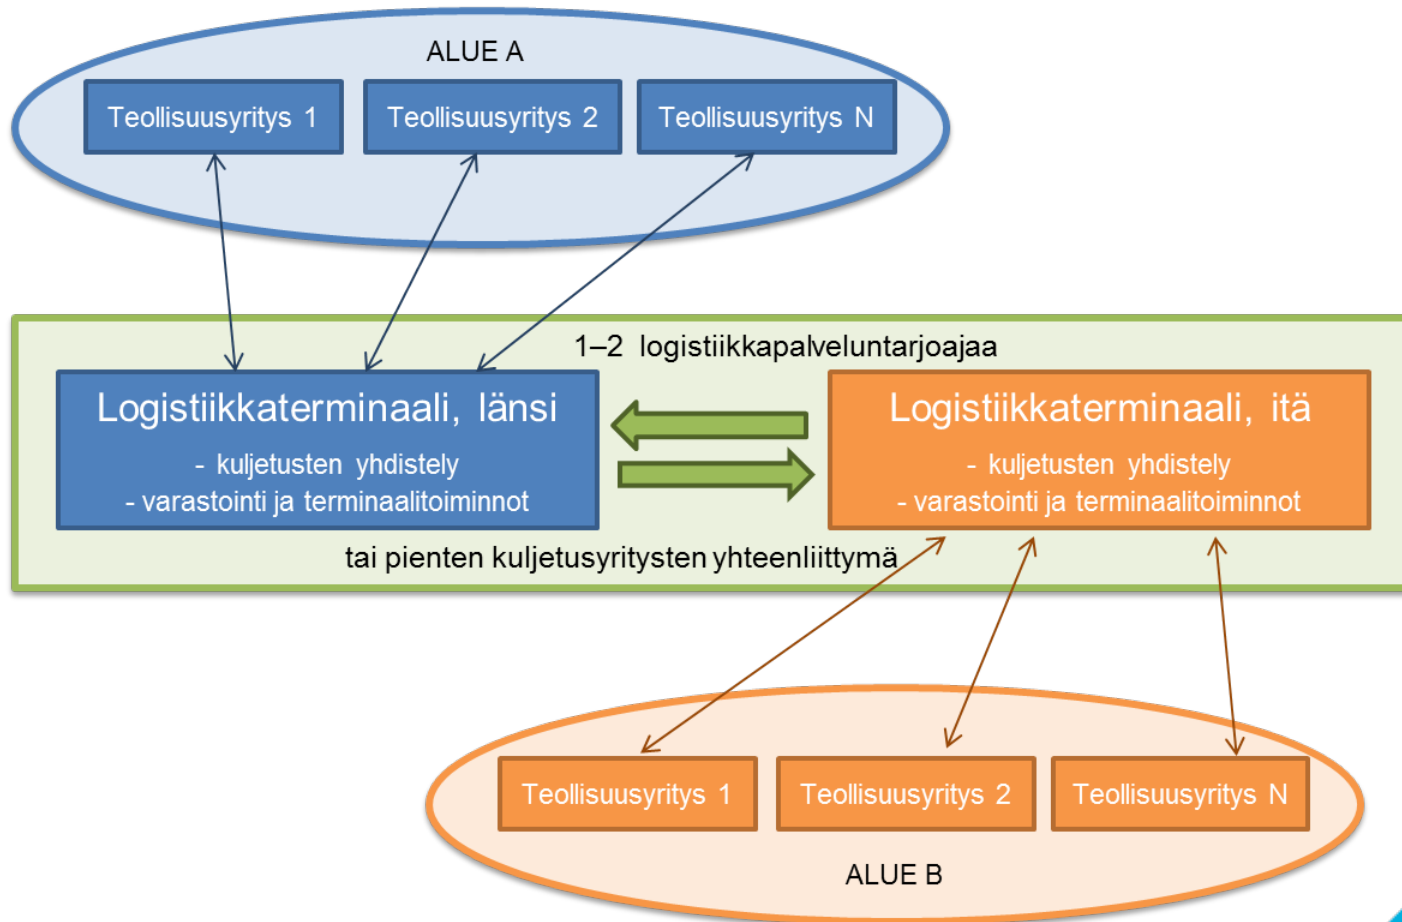 ALUE A
Teollisuusyritys 1
Teollisuusyritys 2
Teollisuusyritys N
1–2 logistiikkapalveluntarjoajaa
Logistiikkaterminaali, länsi
- kuljetusten yhdistely
- varastointi ja terminaalitoiminnot
Logistiikkaterminaali, itä
- kuljetusten yhdistely
- varastointi ja terminaalitoiminnot
tai pienten kuljetusyritysten yhteenliittymä
Teollisuusyritys 1
Teollisuusyritys 2
Teollisuusyritys N
ALUE B